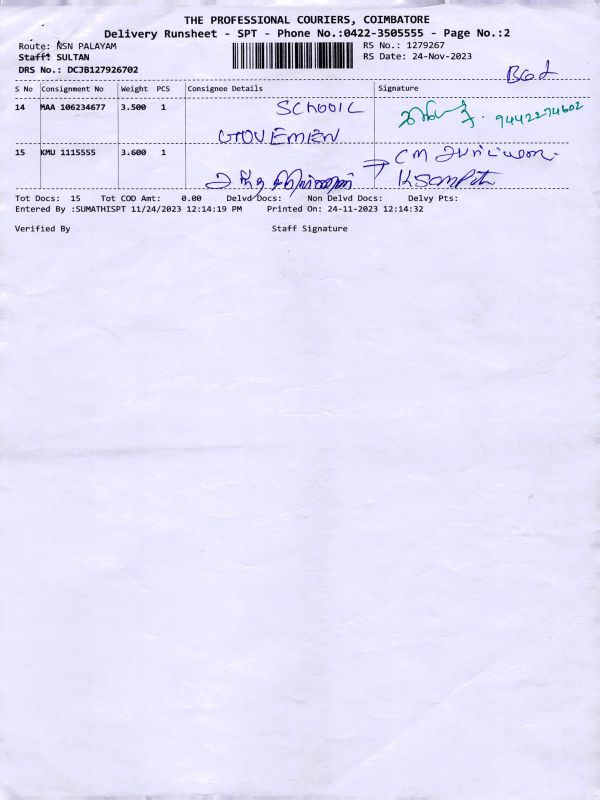 THE PROFESSIONAL COURIERS, COIMBATORE
Delivery Runsheet - SPT - Phone No.:0422-3505555 - Page No.:2
Route: NSN PALAYAM RS No.: 1279267
Staff: SULTAN RS Date: 24-Nov-2023
DRS No.: DCJB127926702
S No Consignment No Weight PCS Consignee Details Signature
14 MAA 106234677 3.500 1 SCHOOL 9442274602
GOVEMIEN
15 KMU 1115555 3.600 1 CM
Tot Docs: 15 Tot COD Amt: 0.00 Delvd Docs: Non Delvd Docs: Delvy Pts:
Entered By :SUMATHISPT 11/24/2023 12:14:19 PM Printed On: 24-11-2023 12:14:32
Verified By Staff Signature